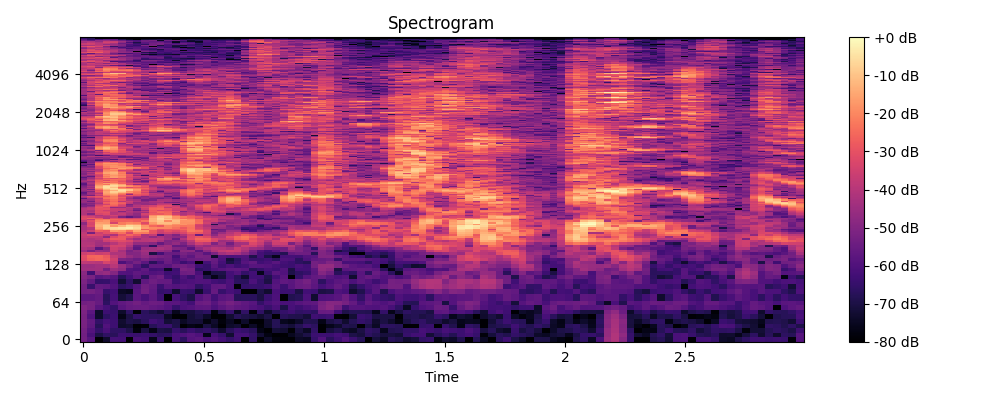 Spectrogram
Hz
4096
2048
1024
512
256
128
64
0
0
0.5
1
1.5
2
2.5
Time
+0 dB
-10 dB
-20 dB
-30 dB
-40 dB
-50 dB
-60 dB
-70 dB
-80 dB